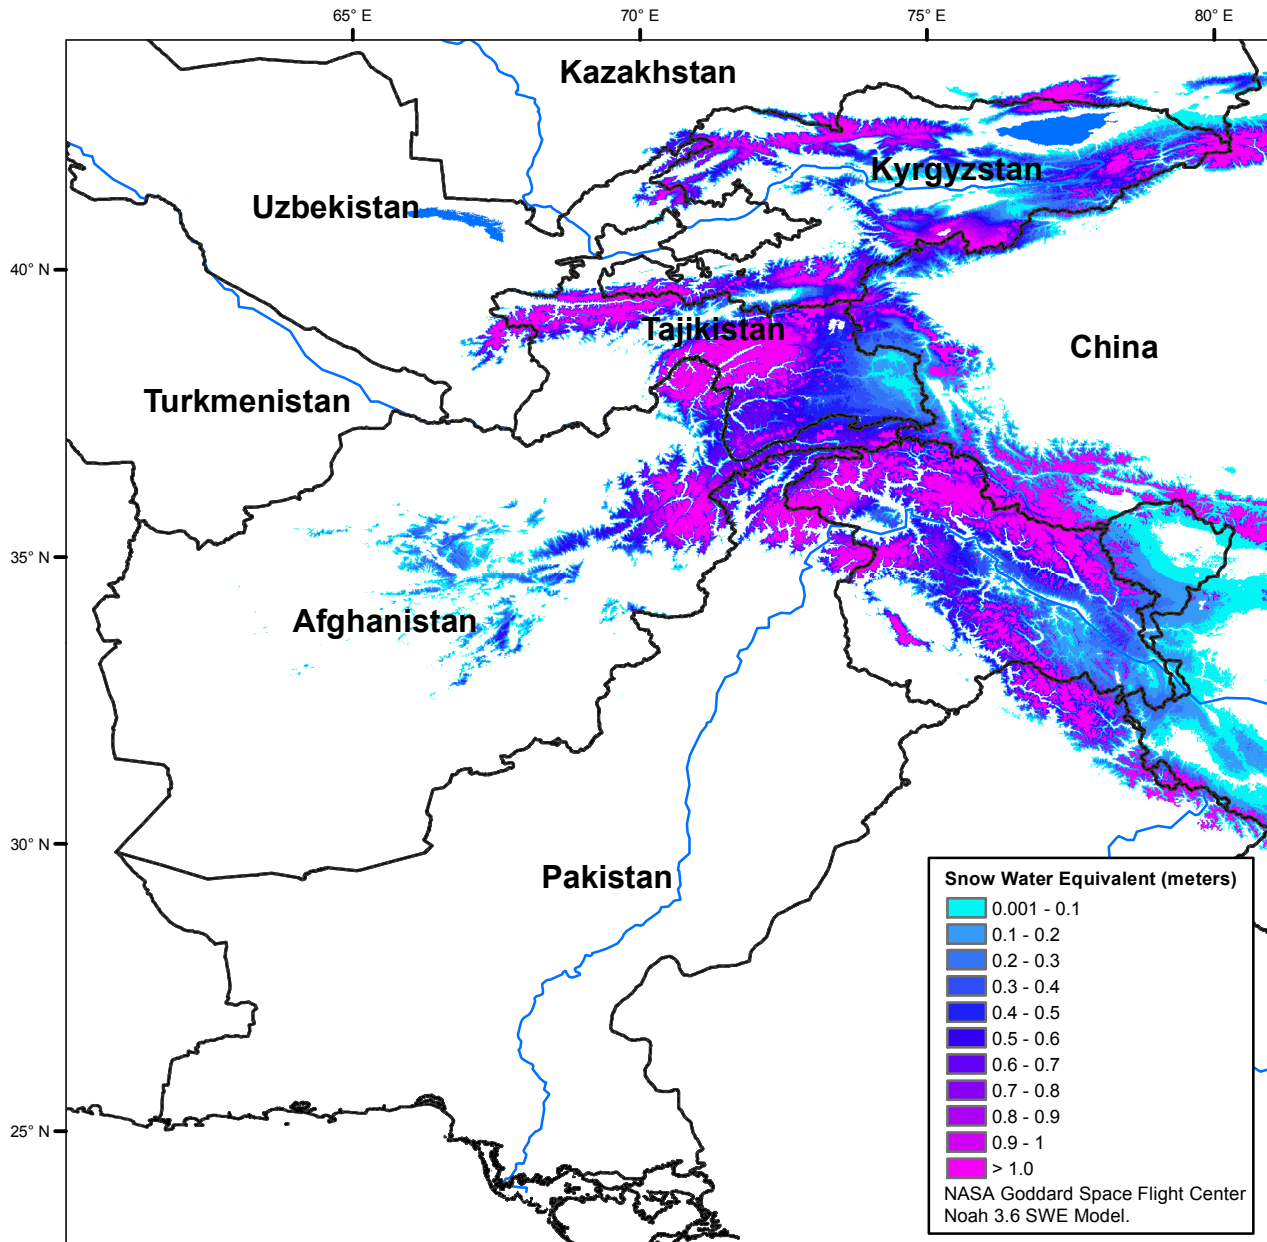 65° E
70° E
75° E
80° E
Kazakhstan
Kyrgyzstan
Uzbekistan
40° N
Tajikistan
China
Turkmenistan
35° N
Afghanistan
30° N
Pakistan
25° N
Snow Water Equivalent (meters)
0.001 - 0.1
0.1 - 0.2
0.2 - 0.3
0.3 - 0.4
0.4 - 0.5
0.5 - 0.6
0.6 - 0.7
0.7 - 0.8
0.8 - 0.9
0.9 - 1
> 1.0
NASA Goddard Space Flight Center
Noah 3.6 SWE Model.